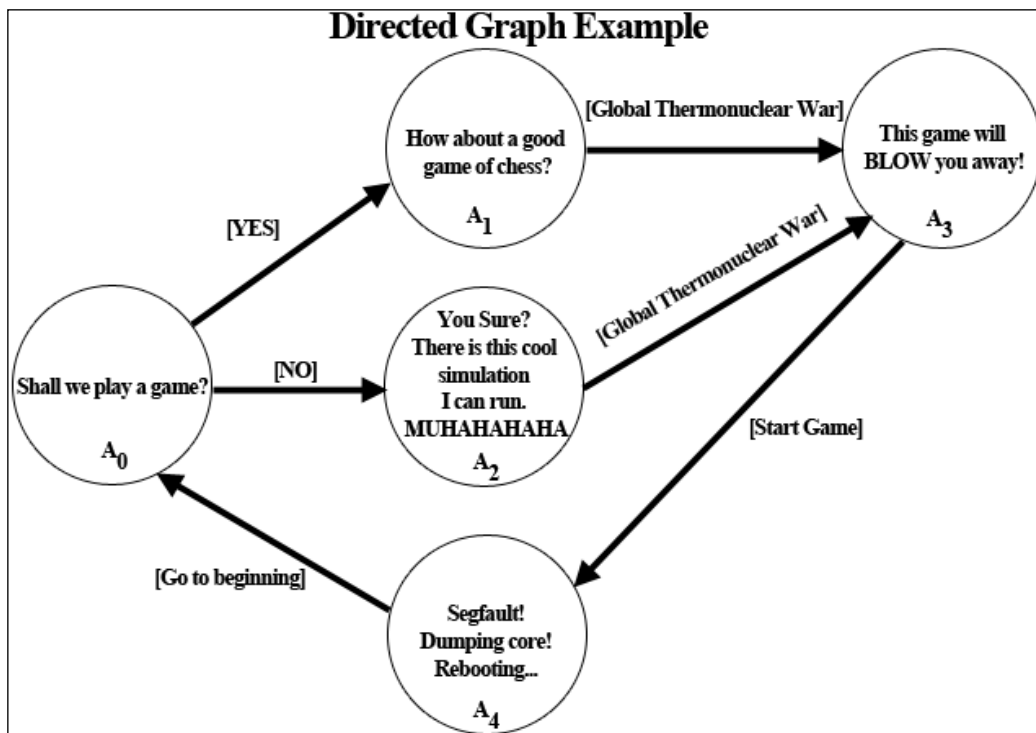 Directed Graph Example
How about a good
game of chess?
A1
[Global Thermonuclear War]
This game will
BLOW you away!
A3
[YES]
[Global Thermonuclear War]
You Sure?
There is this cool
simulation
I can run.
MUHAHAHAHA
A2
[NO]
Shall we play a game?
A0
[Start Game]
[Go to beginning]
Segfault!
Dumping core!
Rebooting...
A4